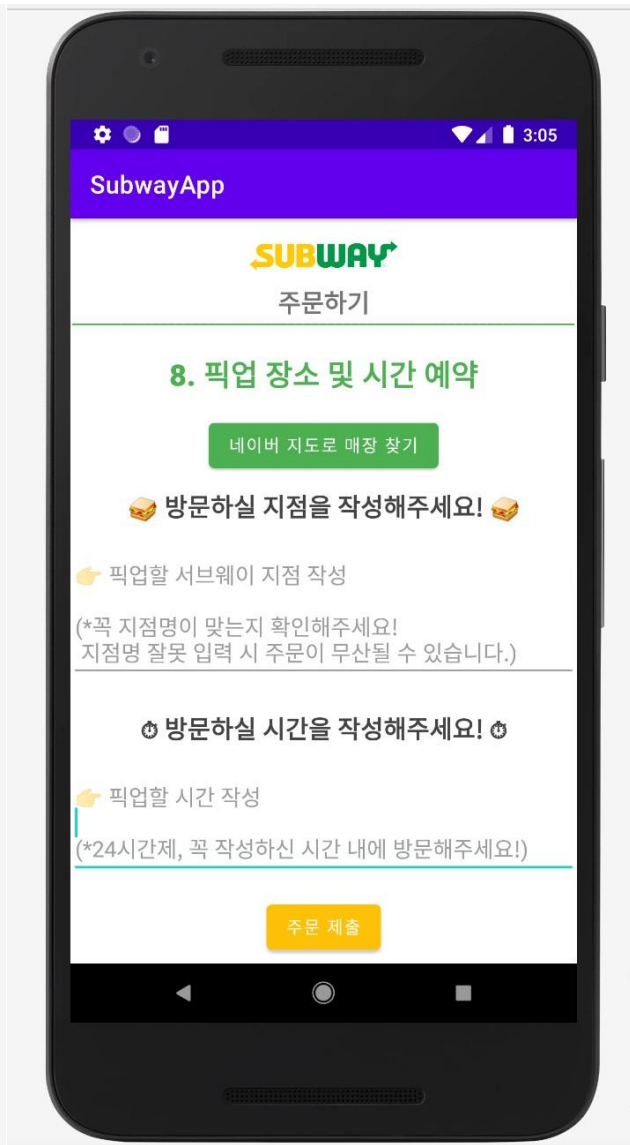 3:05
SubwayApp
SUBWAY
주문하기
8. 픽업 장소 및 시간 예약
네이버 지도로 매장 찾기
🥪 방문하실 지점을 작성해주세요! 🥪
👉 픽업할 서브웨이 지점 작성
(*꼭 지점명이 맞는지 확인해주세요!
지점명 잘못 입력 시 주문이 무산될 수 있습니다.)
⏱ 방문하실 시간을 작성해주세요! ⏱
👉 픽업할 시간 작성
(*24시간제, 꼭 작성하신 시간 내에 방문해주세요!)
주문 제출